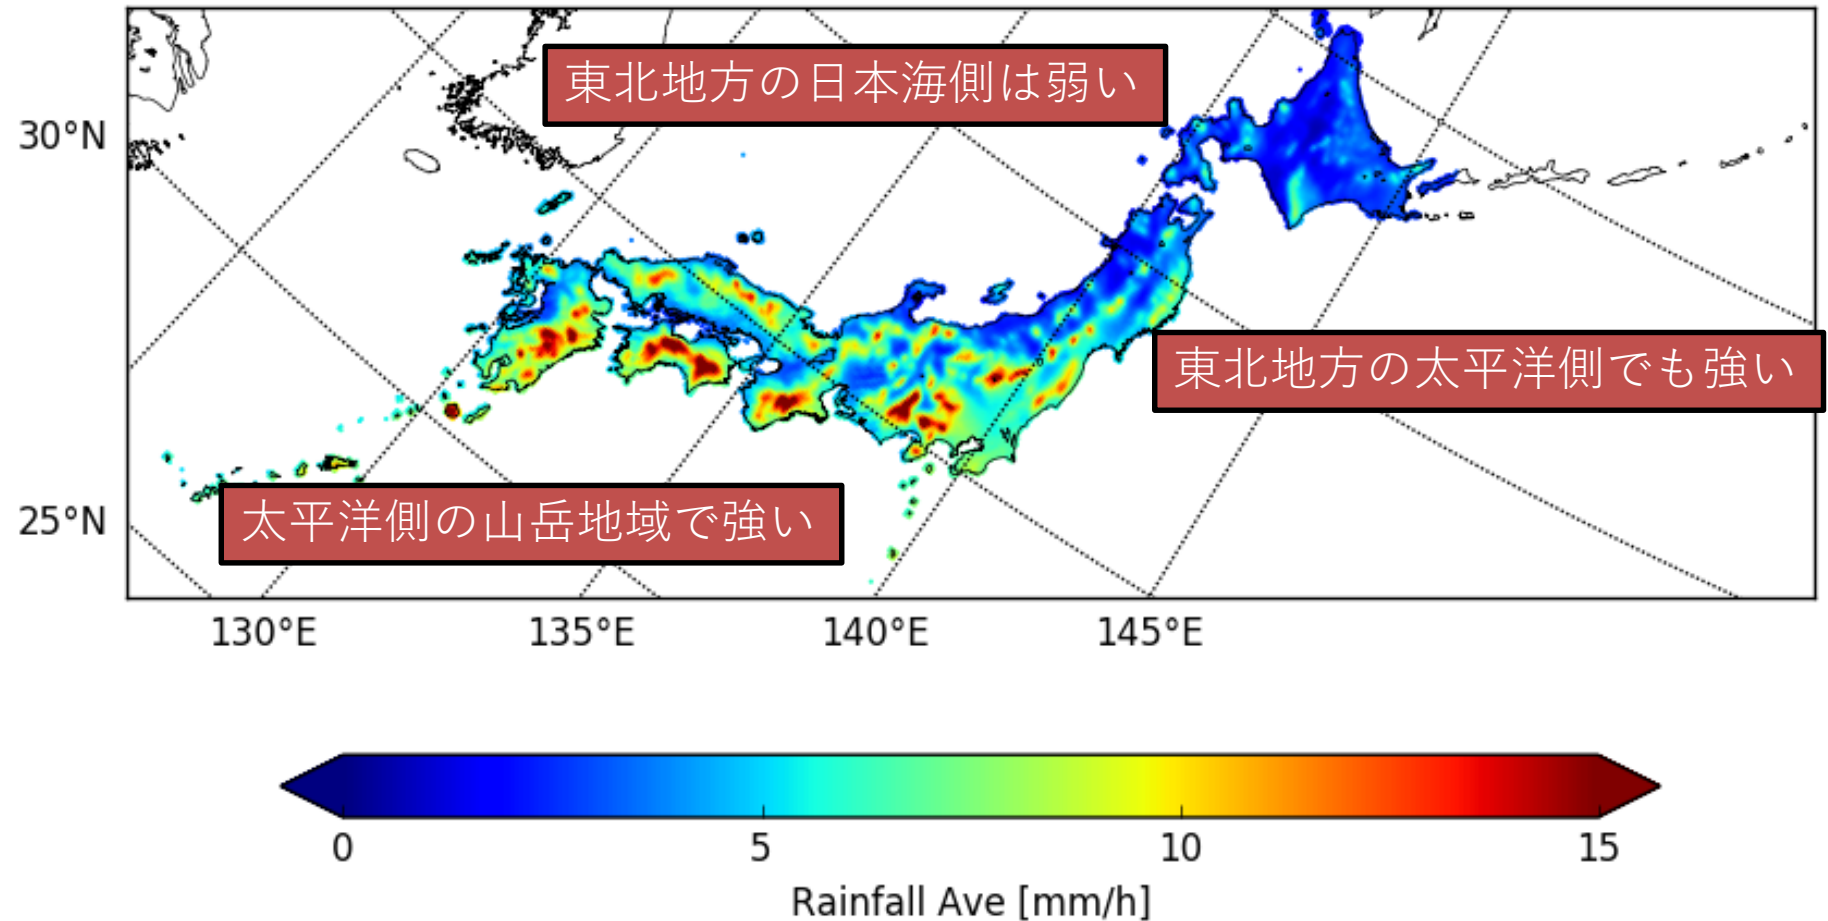 東北地方の日本海側は弱い
30°N
東北地方の太平洋側でも強い
太平洋側の山岳地域で強い
25°N
130°E 135°E 140°E 145°E
0 5 10 15
Rainfall Ave [mm/h]